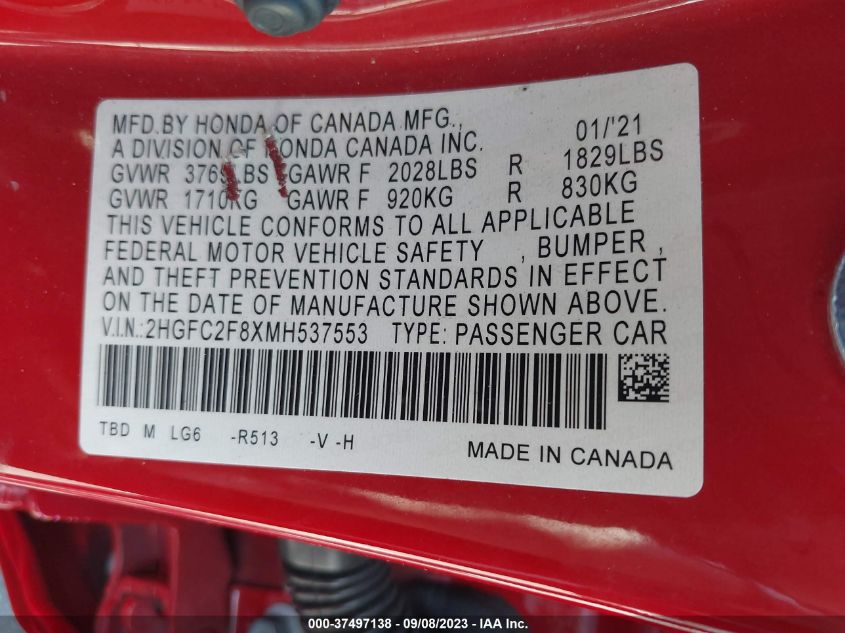 MFD.BY HONDA OF CANADA MFG., 01/'21
A DIVISION OF HONDA CANADA INC.
GVWR 3769LBS GAWR F 2028LBS R 1829LBS
GVWR 1710KG GAWR F 920KG R 830KG
THIS VEHICLE CONFORMS TO ALL APPLICABLE
FEDERAL MOTOR VEHICLE SAFETY , BUMPER ,
AND THEFT PREVENTION STANDARDS IN EFFECT
ON THE DATE OF MANUFACTURE SHOWN ABOVE.
V.I.N.:2HGFC2F8XMH537553 TYPE: PASSENGER CAR
TBD M LG6 -R513 -V -H
MADE IN CANADA
000-37497138 - 09/08/2023 - IAA Inc.